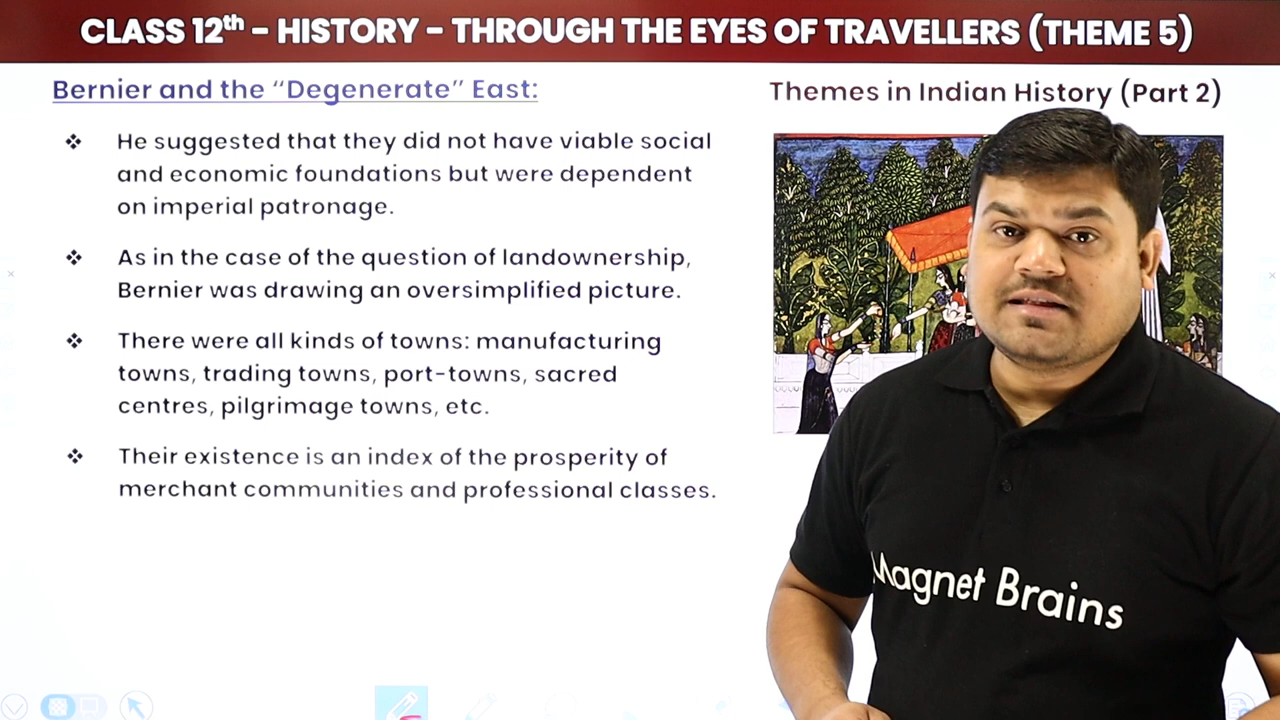 CLASS 12th – HISTORY – THROUGH THE EYES OF TRAVELLERS (THEME 5)
Bernier and the “Degenerate” East:
Themes in Indian History (Part 2)
❖ He suggested that they did not have viable social
and economic foundations but were dependent
on imperial patronage.
❖ As in the case of the question of landownership,
Bernier was drawing an oversimplified picture.
❖ There were all kinds of towns: manufacturing
towns, trading towns, port-towns, sacred
centres, pilgrimage towns, etc.
❖ Their existence is an index of the prosperity of
merchant communities and professional classes.
Magnet Brains